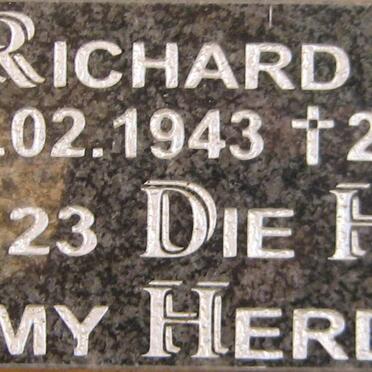 RICHARD
.02.1943 † 2
23 DIE H
MY HERD